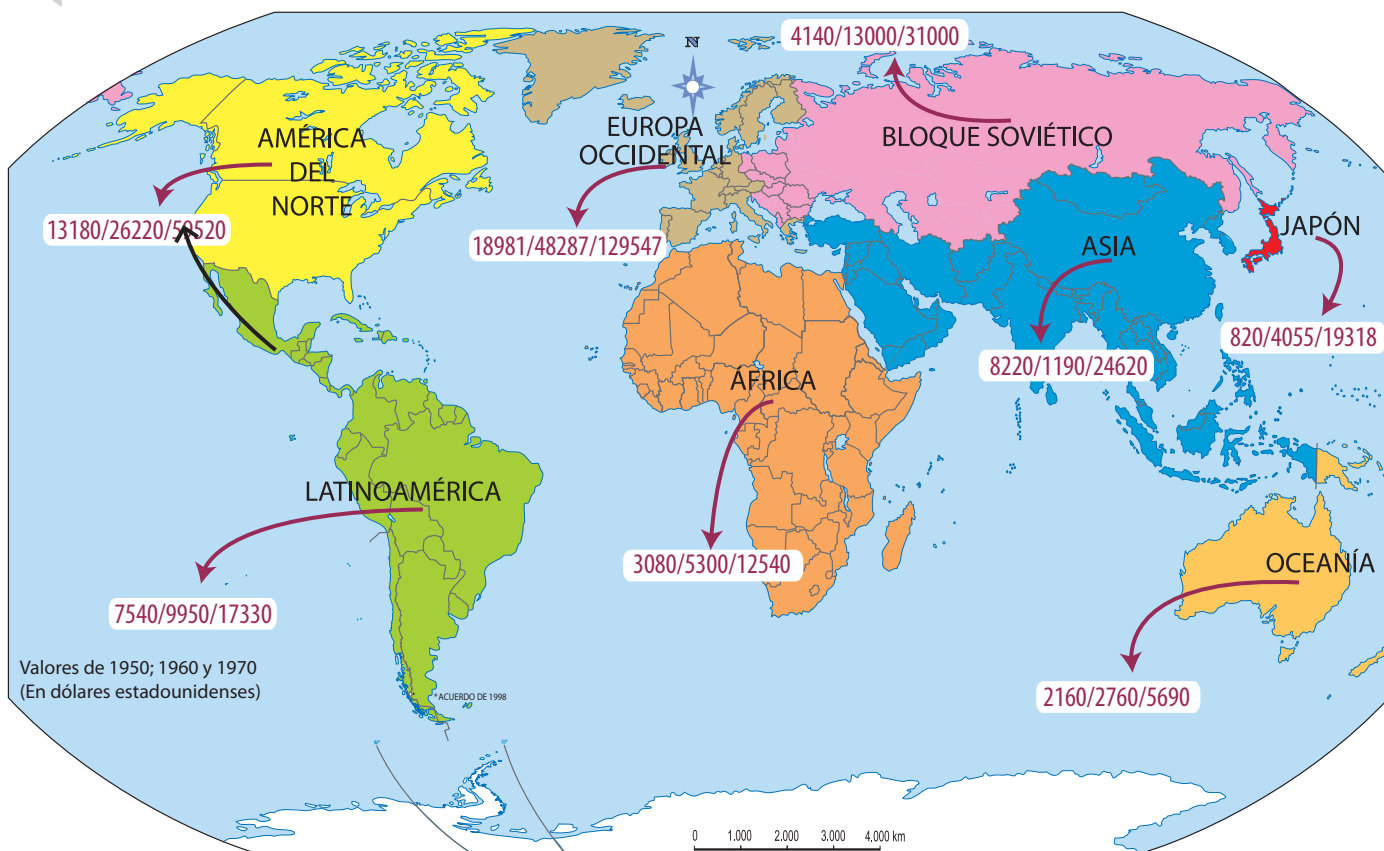 4140/13000/31000
N
AMÉRICA
DEL
NORTE
EUROPA
OCCIDENTAL
BLOQUE SOVIÉTICO
13180/26220/
18981/48287/129547
ASIA
JAPÓN
820/4055/19318
8220/1190/24620
ÁFRICA
LATINOAMÉRICA
3080/5300/12540
OCEANÍA
7540/9950/17330
Valores de 1950; 1960 y 1970
(En dólares estadounidenses)
* ACUERDO DE 1998
2160/2760/5690
0 1.000 2.000 3.000 4,000 km